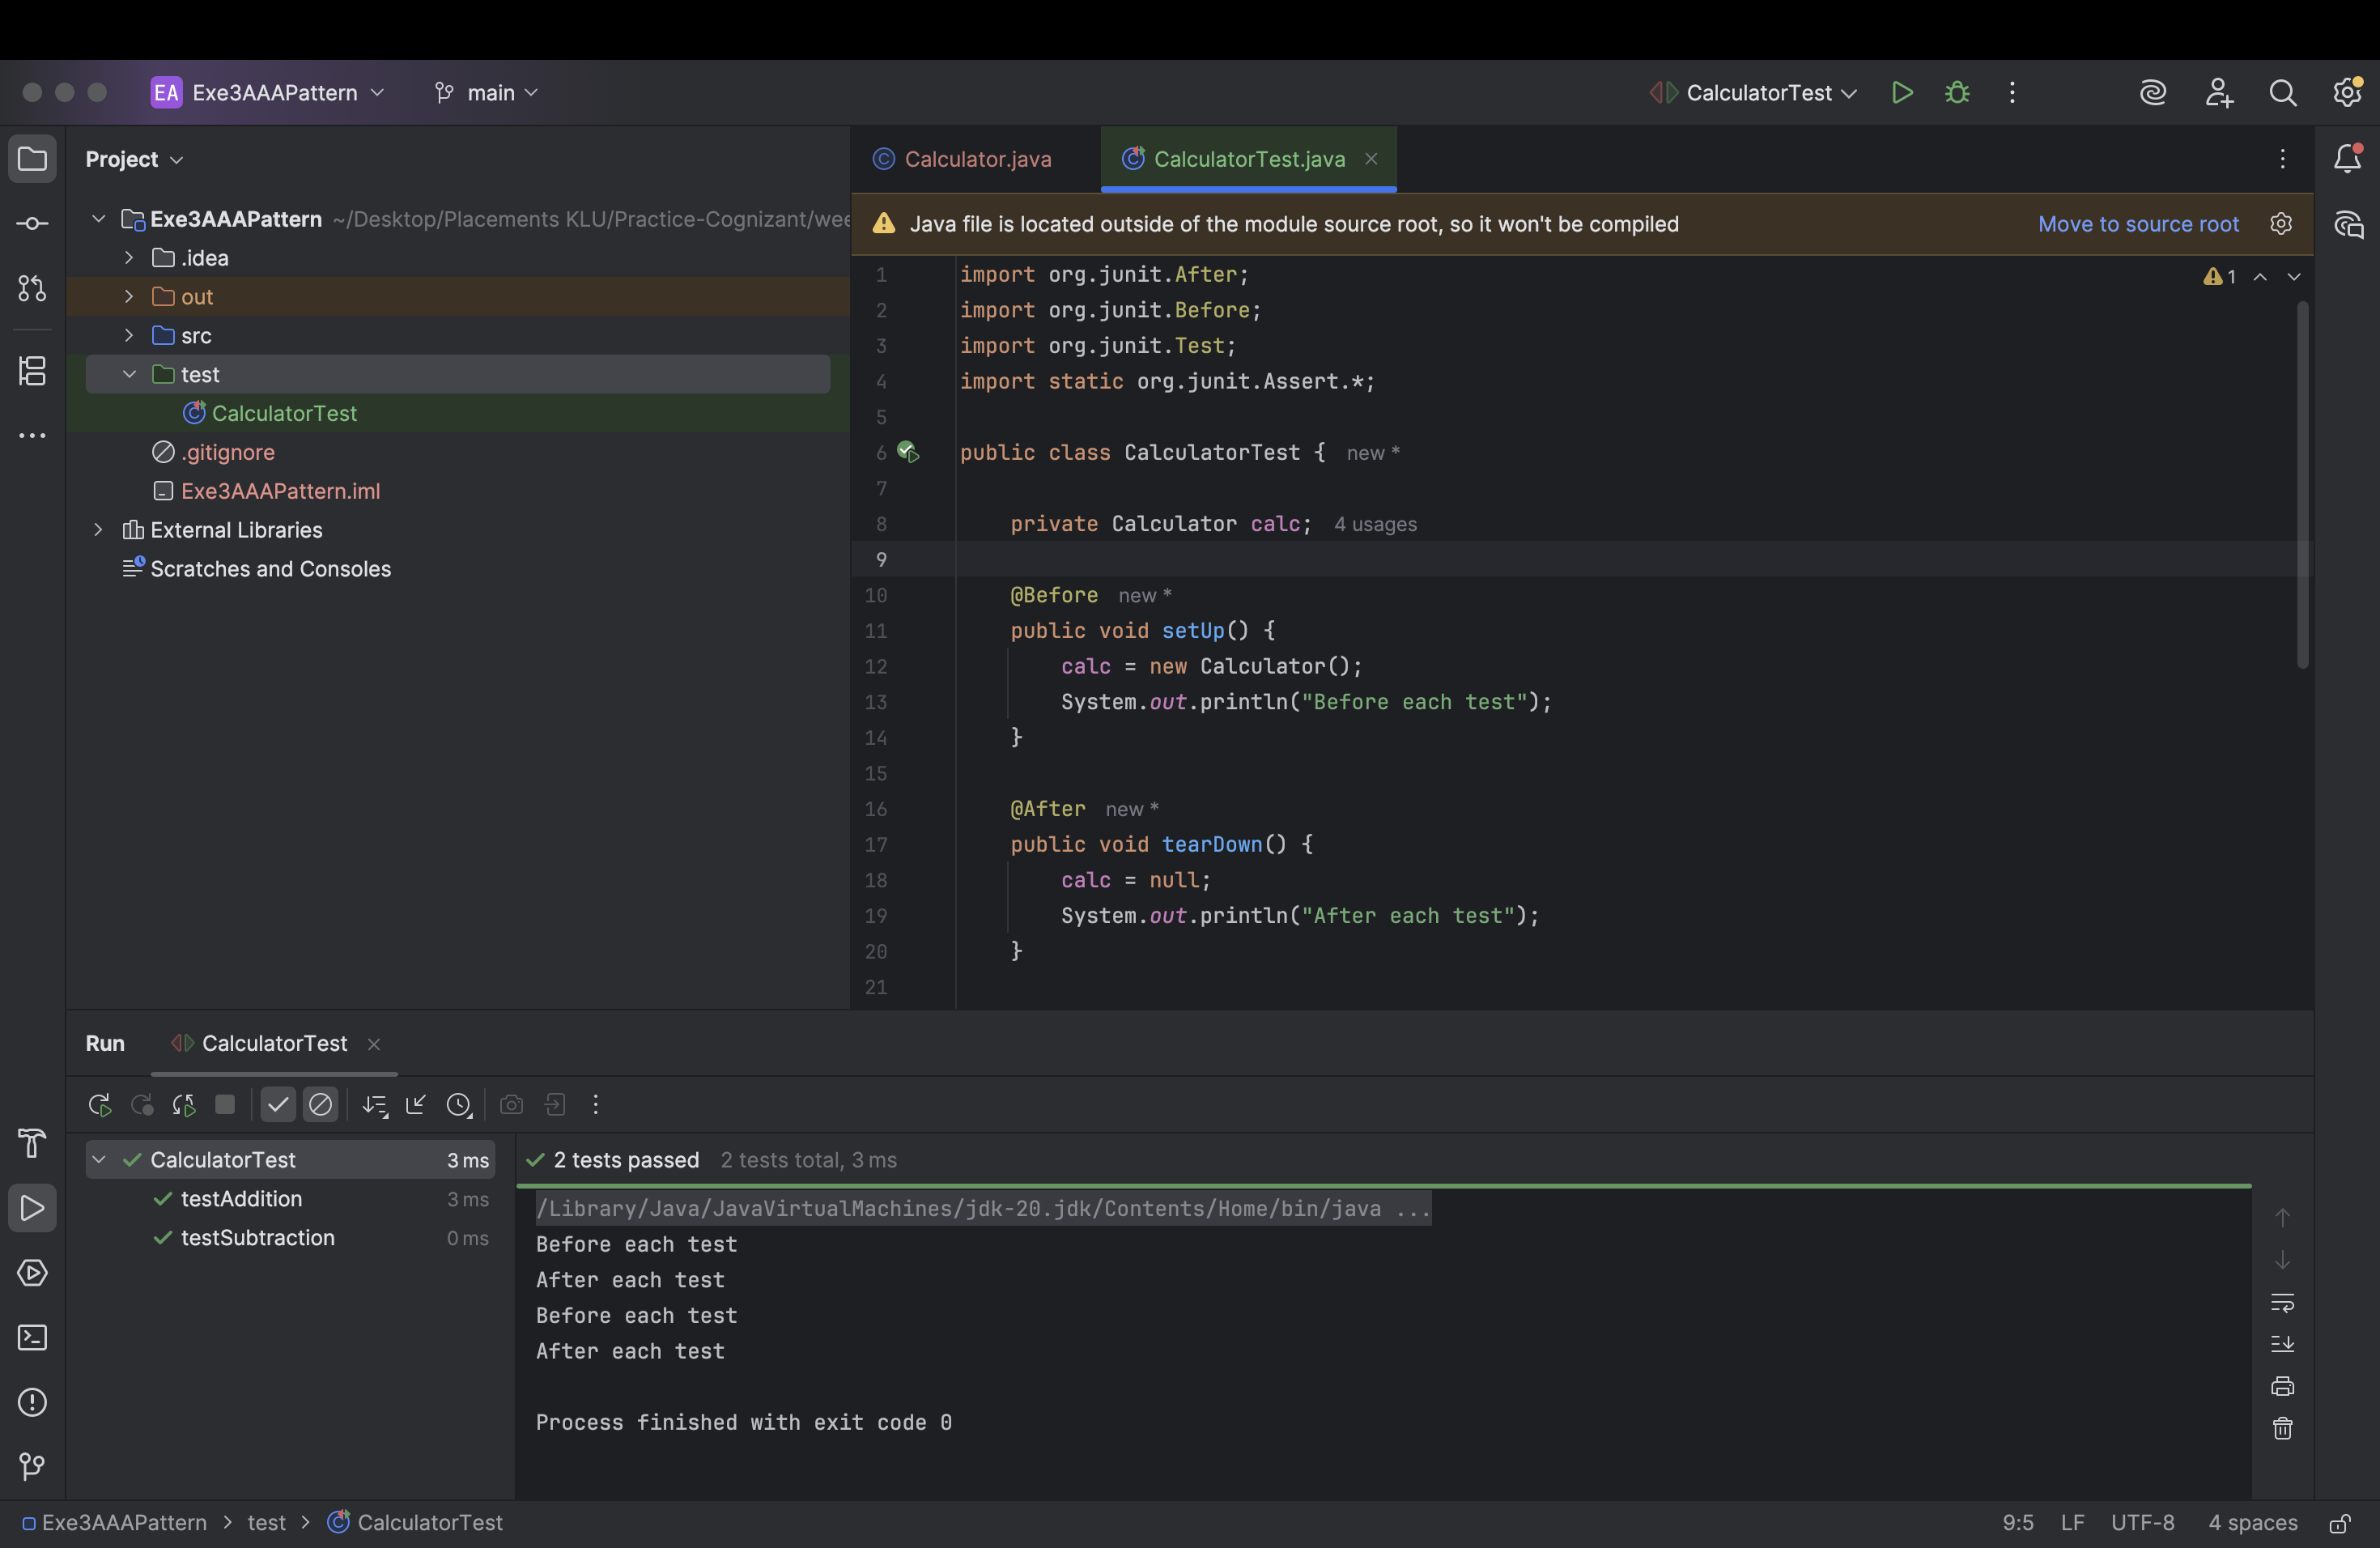 EA Exe3AAAPattern main CalculatorTest
Project
Exe3AAAPattern ~/Desktop/Placements KLU/Practice-Cognizant/wee
.idea
out
src
test
CalculatorTest
.gitignore
Exe3AAAPattern.iml
External Libraries
Scratches and Consoles
Calculator.java CalculatorTest.java
Java file is located outside of the module source root, so it won't be compiled Move to source root
1
1 import org.junit.After;
2 import org.junit.Before;
3 import org.junit.Test;
4 import static org.junit.Assert.*;
5
6 public class CalculatorTest { new *
7
8 private Calculator calc; 4 usages
9
10 @Before new *
11 public void setUp() {
12 calc = new Calculator();
13 System.out.println("Before each test");
14 }
15
16 @After new *
17 public void tearDown() {
18 calc = null;
19 System.out.println("After each test");
20 }
21
Run CalculatorTest
CalculatorTest 3 ms
testAddition 3 ms
testSubtraction 0 ms
2 tests passed 2 tests total, 3 ms
/Library/Java/JavaVirtualMachines/jdk-20.jdk/Contents/Home/bin/java ...
Before each test
After each test
Before each test
After each test
Process finished with exit code 0
Exe3AAAPattern > test > CalculatorTest 9:5 LF UTF-8 4 spaces